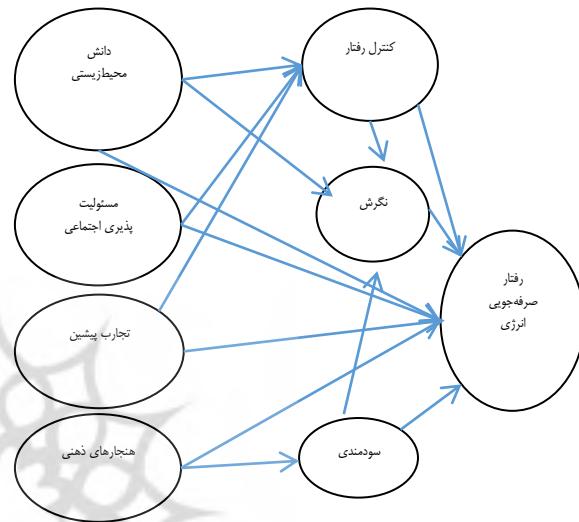 دانش
محیط‌زیستی
کنترل رفتار
مسئولیت
پذیری اجتماعی
نگرش
رفتار
صرفه‌جویی
انرژی
تجارب پیشین
هنجارهای ذهنی
سودمندی